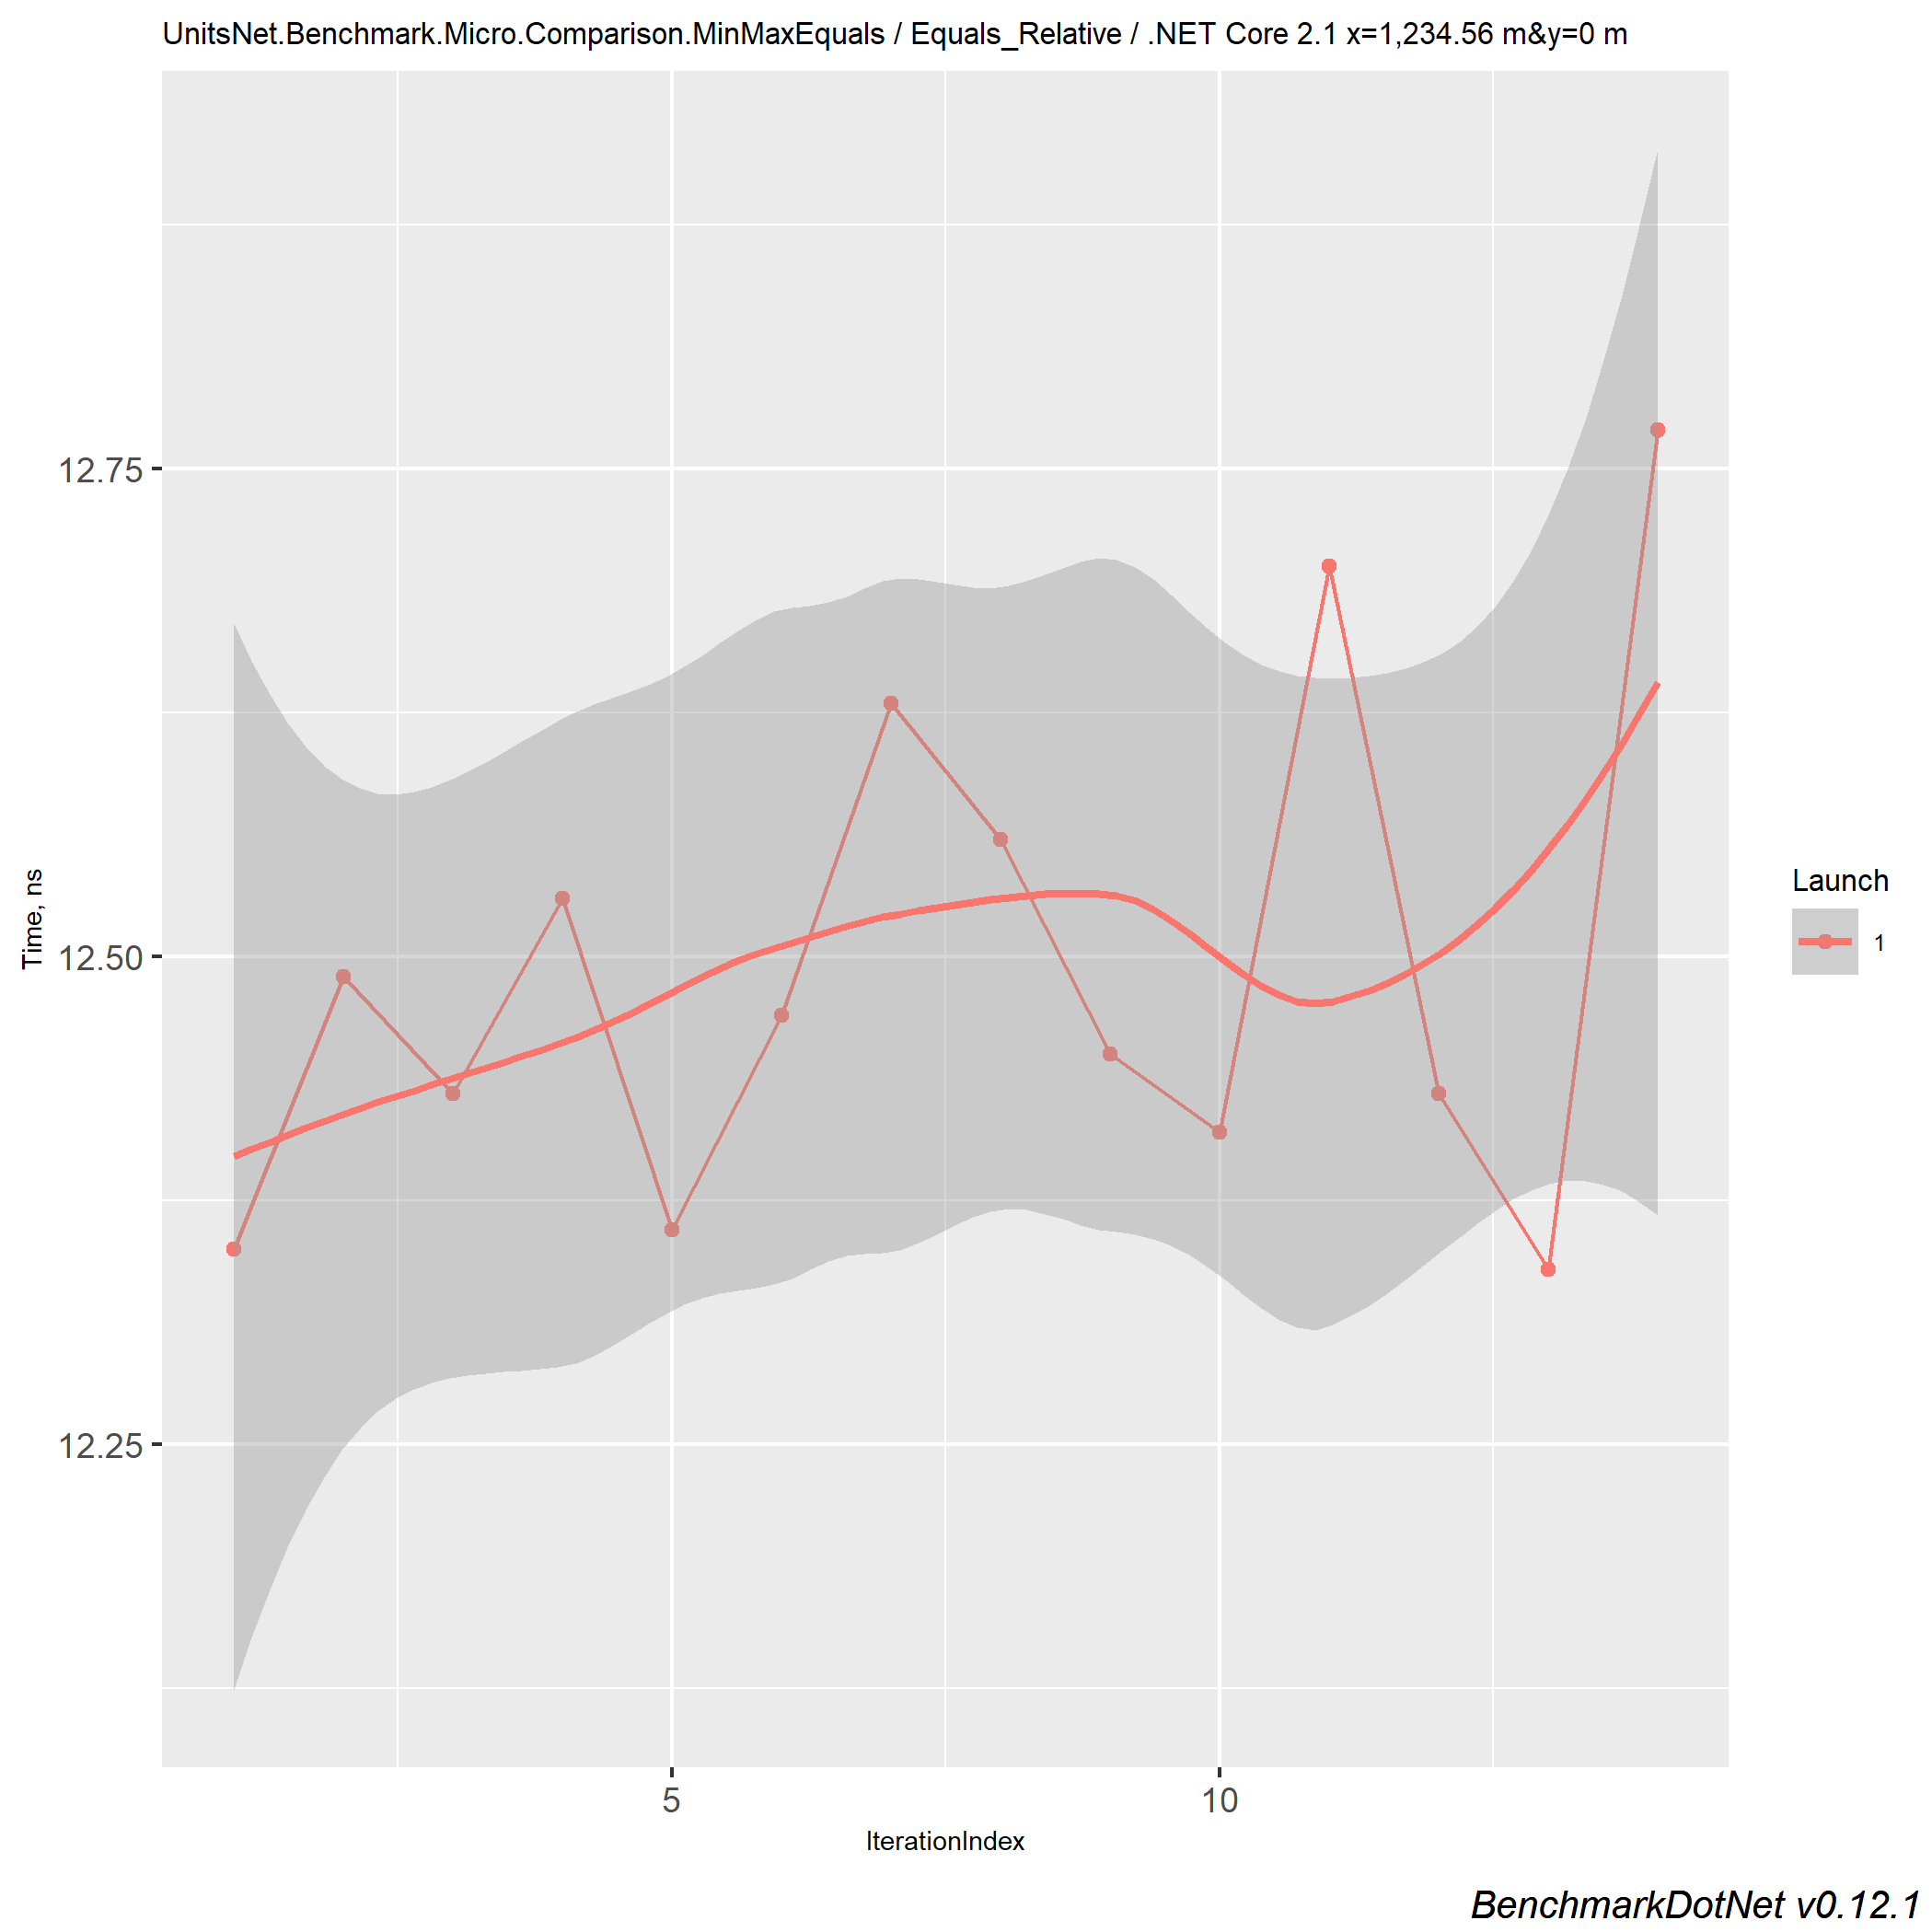 UnitsNet.Benchmark.Micro.Comparison.MinMaxEquals / Equals_Relative / .NET Core 2.1 x=1,234.56 m&y=0 m
Time, ns
12.75
12.50
12.25
5
10
IterationIndex
Launch
1
BenchmarkDotNet v0.12.1